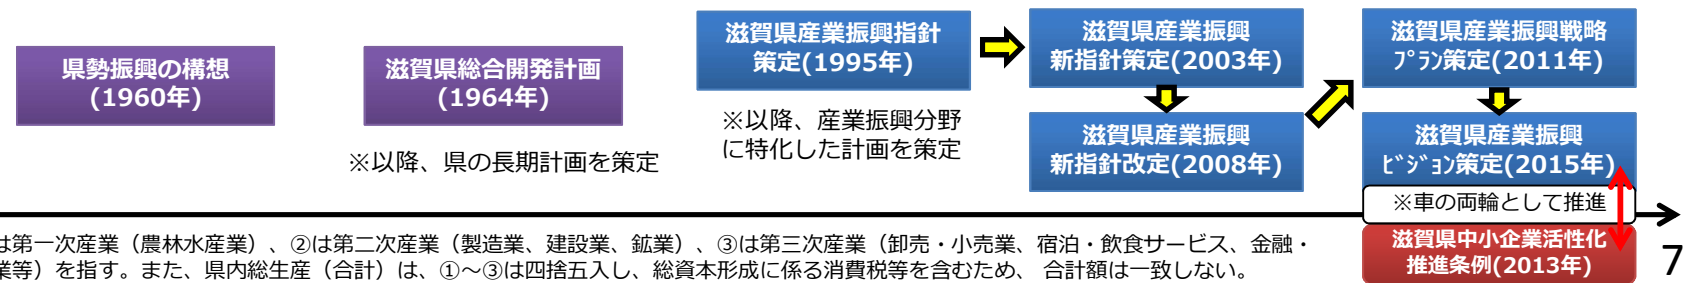 県勢振興の構想
(1960年)
滋賀県総合開発計画
(1964年)
※以降、県の長期計画を策定
滋賀県産業振興指針
策定(1995年)
※以降、産業振興分野
に特化した計画を策定
滋賀県産業振興
新指針策定(2003年)
滋賀県産業振興
新指針改定(2008年)
滋賀県産業振興戦略
ﾌﾟﾗﾝ策定(2011年)
滋賀県産業振興
ﾋﾞｼﾞｮﾝ策定(2015年)
※車の両輪として推進
滋賀県中小企業活性化
推進条例(2013年)
は第一次産業（農林水産業）、②は第二次産業（製造業、建設業、鉱業）、③は第三次産業（卸売・小売業、宿泊・飲食サービス、金融・
業等）を指す。また、県内総生産（合計）は、①～③は四捨五入し、総資本形成に係る消費税等を含むため、 合計額は一致しない。
7